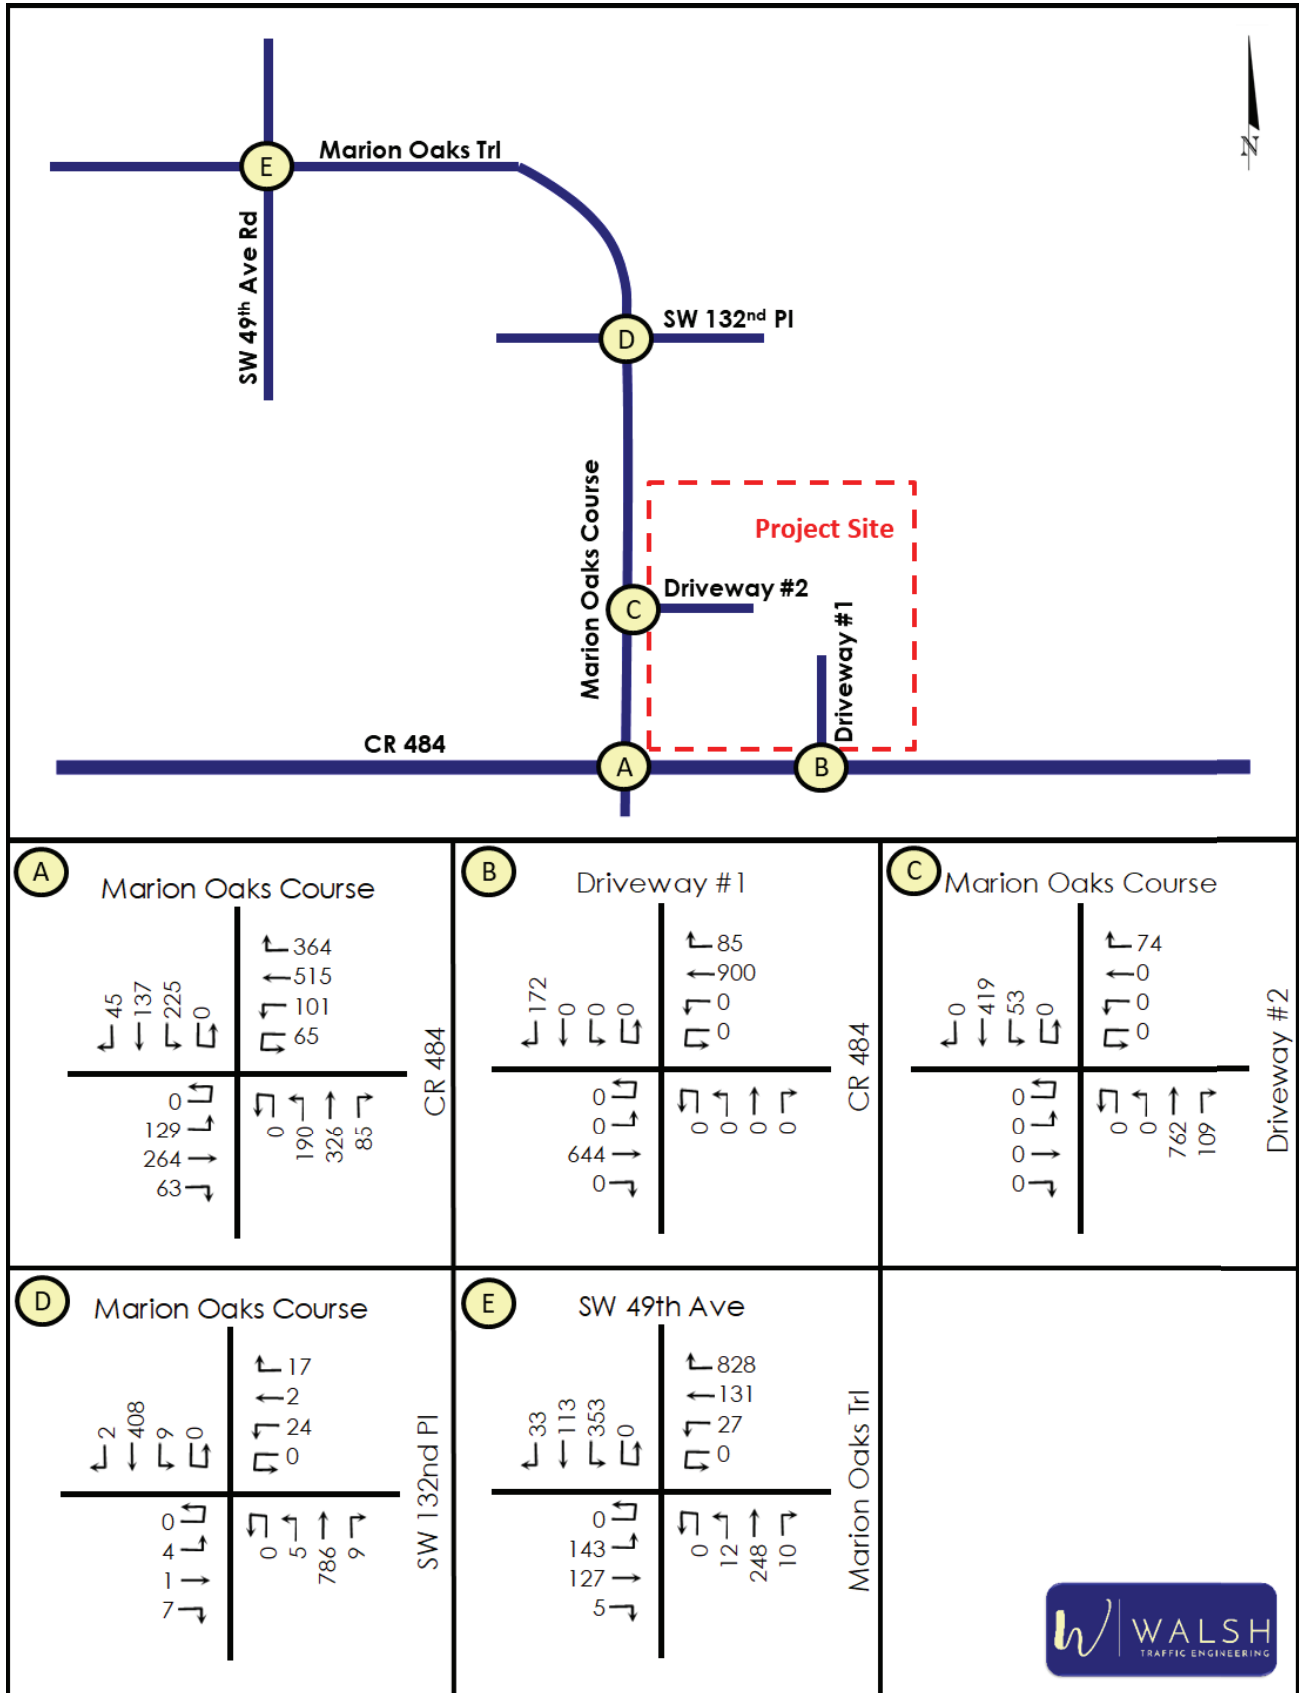 N
Marion Oaks Trl
E
SW 49th Ave Rd
SW 132nd Pl
D
Marion Oaks Course
Project Site
Driveway #2
C
Driveway #1
CR 484
A
B
A
Marion Oaks Course
364
515
101
65
45
137
225
0
0
129
264
63
0
190
326
85
CR 484
B
Driveway #1
85
900
0
0
172
0
0
0
0
0
644
0
0
0
0
0
CR 484
C
Marion Oaks Course
74
0
0
0
0
419
53
0
0
0
0
0
0
0
762
109
Driveway #2
D
Marion Oaks Course
17
2
24
0
2
408
9
0
0
4
1
7
0
5
786
9
SW 132nd Pl
E
SW 49th Ave
828
131
27
0
33
113
353
0
0
143
127
5
0
12
248
10
Marion Oaks Trl
W WALSH
TRAFFIC ENGINEERING